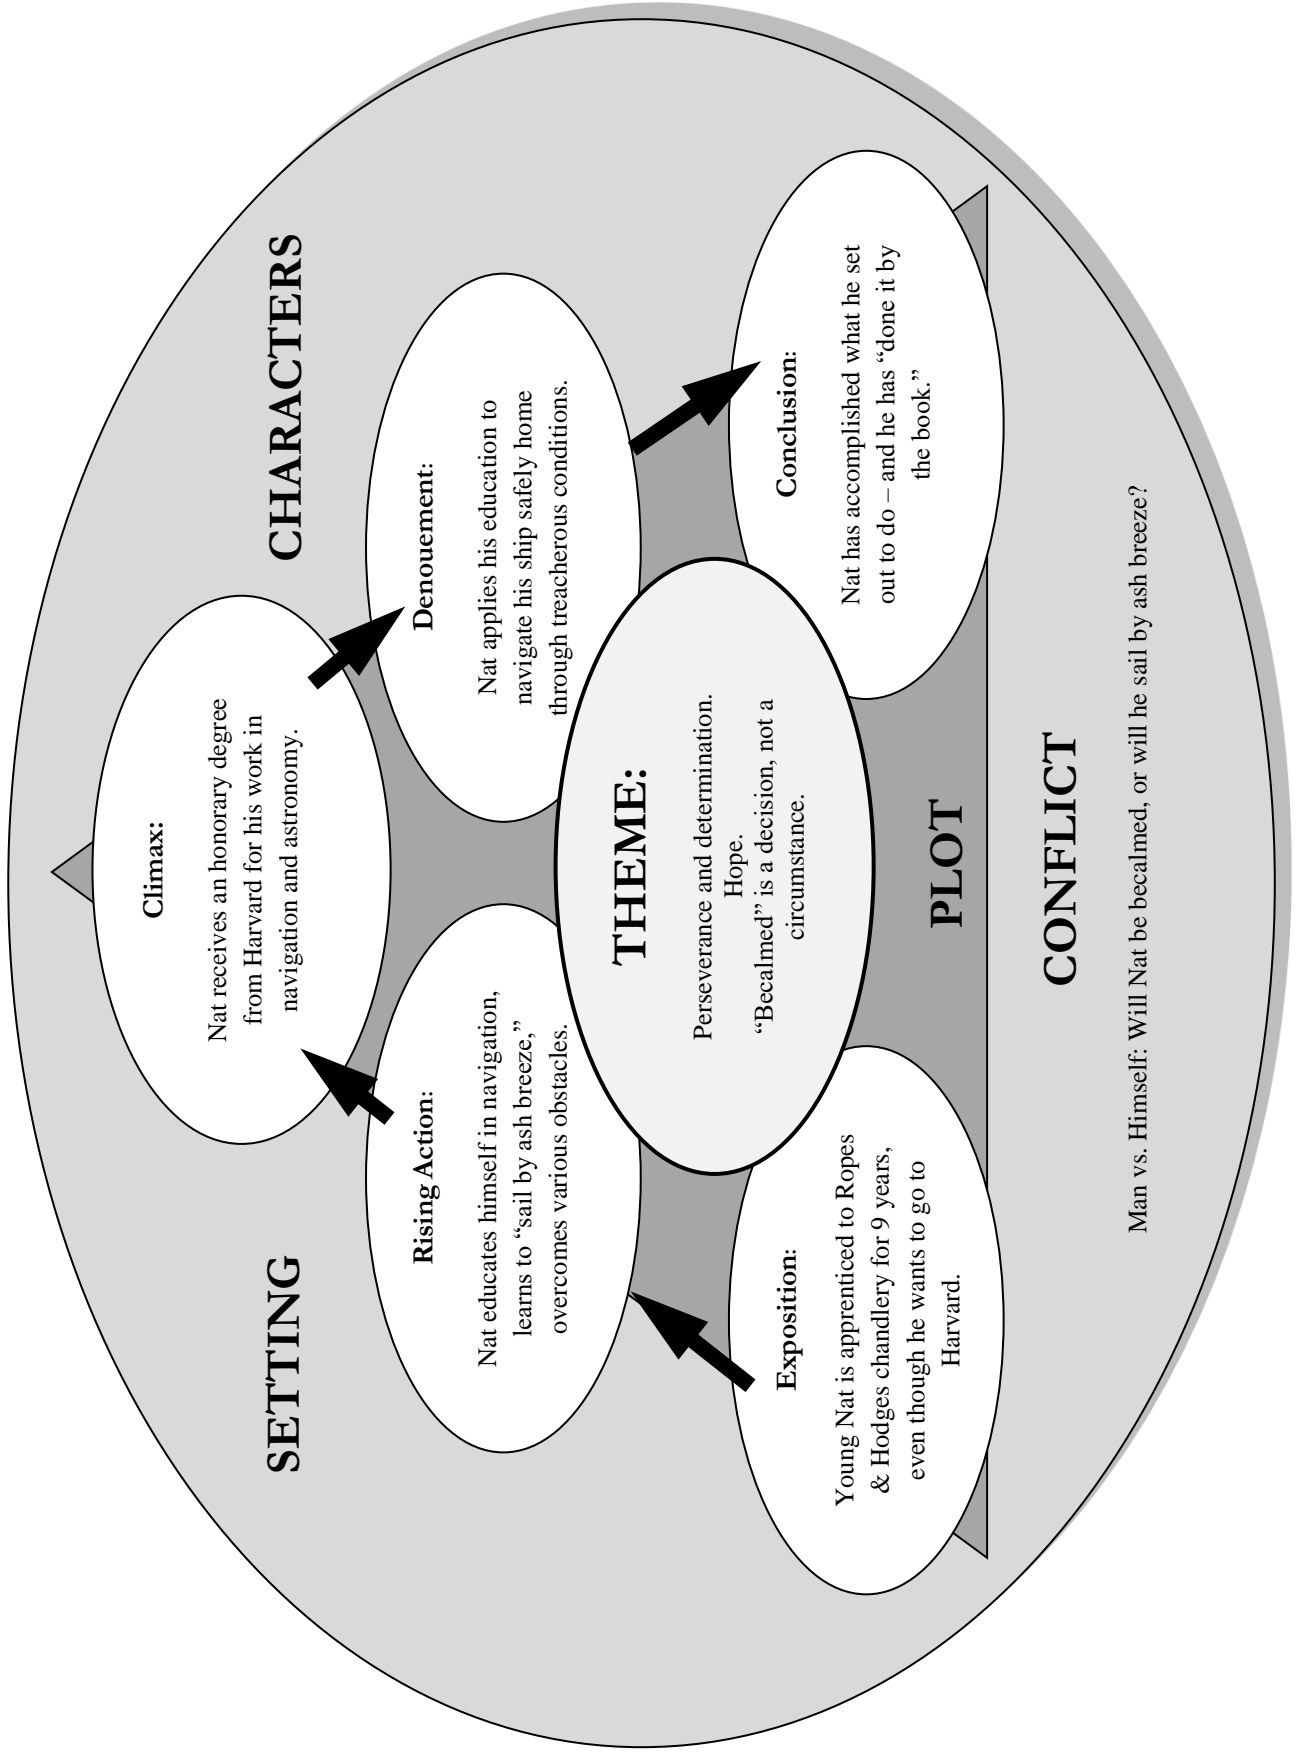 SETTING
CHARACTERS
Climax:
Nat receives an honorary degree
from Harvard for his work in
navigation and astronomy.
Rising Action:
Nat educates himself in navigation,
learns to “sail by ash breeze,”
overcomes various obstacles.
Denouement:
Nat applies his education to
navigate his ship safely home
through treacherous conditions.
THEME:
Perseverance and determination.
Hope.
“Becalmed” is a decision, not a
circumstance.
Exposition:
Young Nat is apprenticed to Ropes
& Hodges chandlery for 9 years,
even though he wants to go to
Harvard.
Conclusion:
Nat has accomplished what he set
out to do – and he has “done it by
the book.”
PLOT
CONFLICT
Man vs. Himself: Will Nat be becalmed, or will he sail by ash breeze?